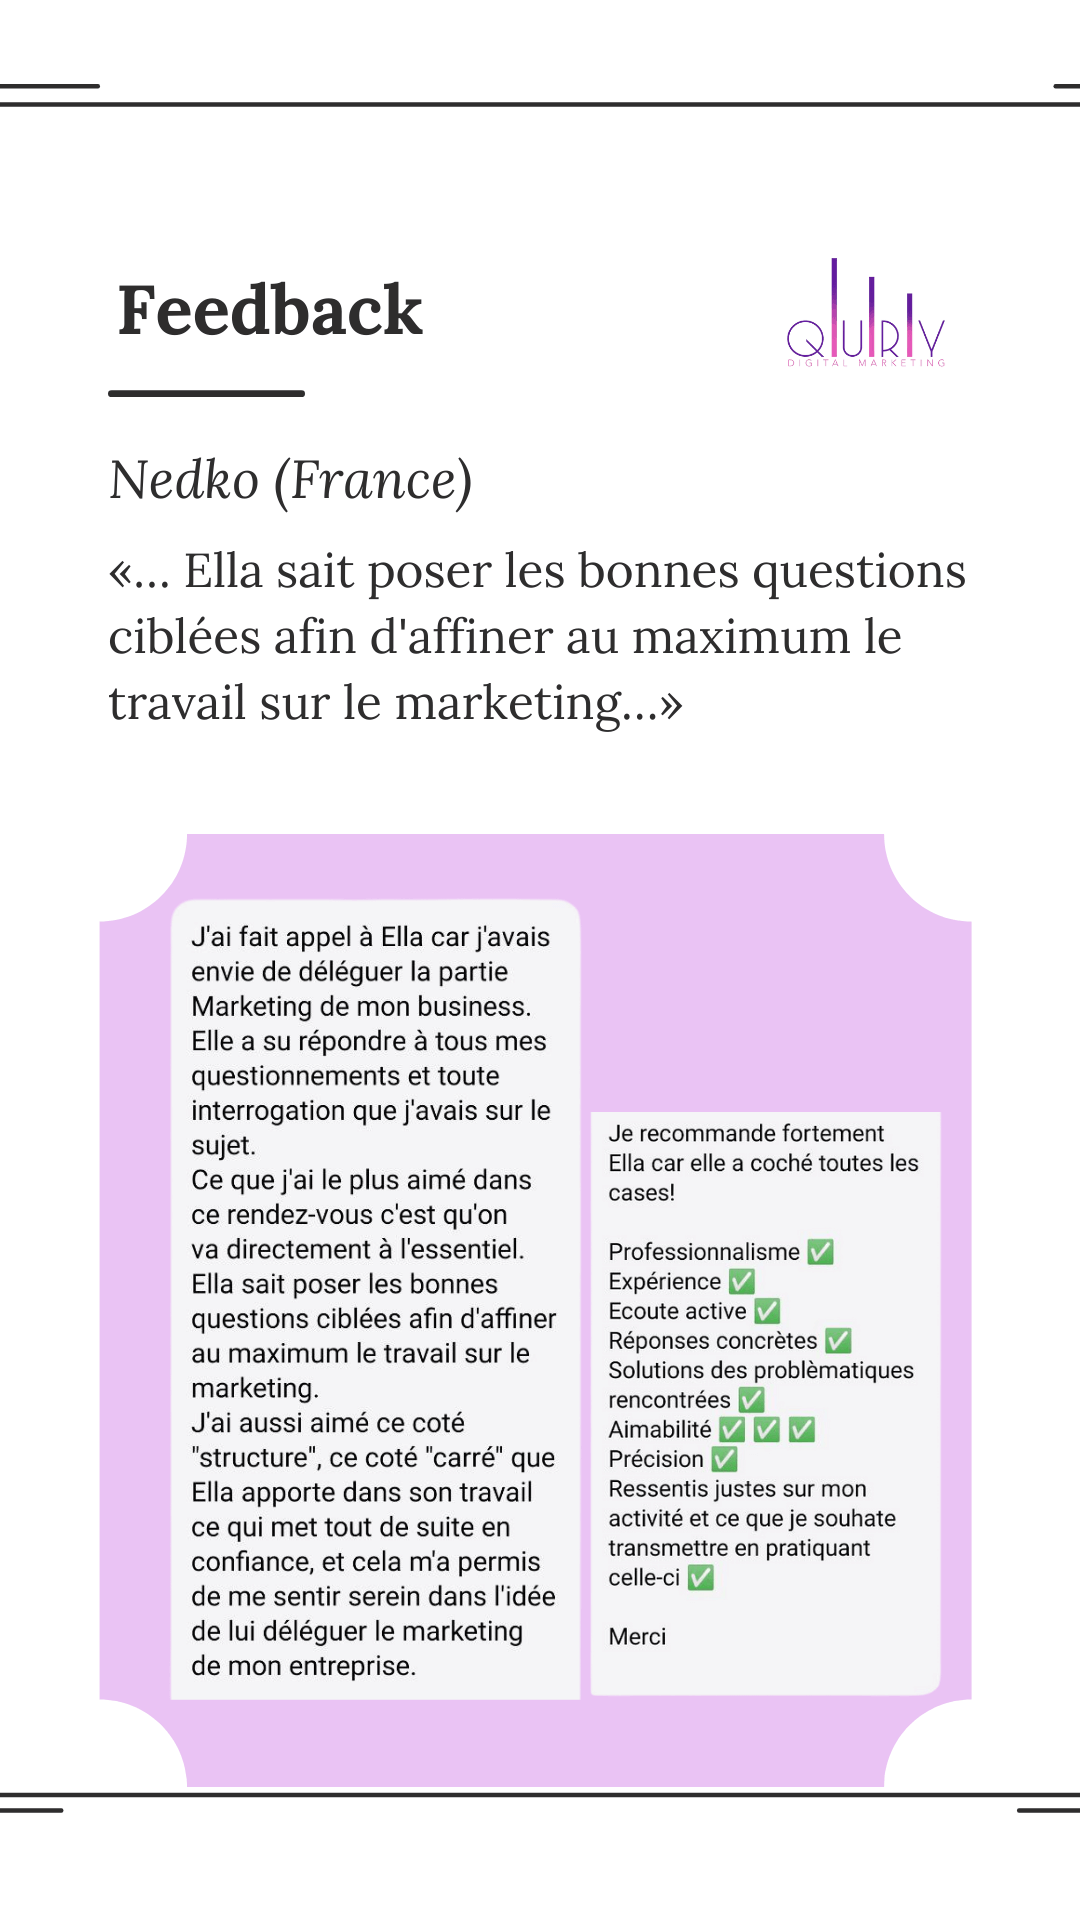 Feedback
QURLY
DIGITAL MARKETING
Nedko (France)
«... Ella sait poser les bonnes questions
ciblées afin d'affiner au maximum le
travail sur le marketing...»
J'ai fait appel à Ella car j'avais
envie de déléguer la partie
Marketing de mon business.
Elle a su répondre à tous mes
questionnements et toute
interrogation que j'avais sur le
sujet.
Ce que j'ai le plus aimé dans
ce rendez-vous c'est qu'on
va directement à l'essentiel.
Ella sait poser les bonnes
questions ciblées afin d'affiner
au maximum le travail sur le
marketing.
J'ai aussi aimé ce coté
"structure", ce coté "carré" que
Ella apporte dans son travail
ce qui met tout de suite en
confiance, et cela m'a permis
de me sentir serein dans l'idée
de lui déléguer le marketing
de mon entreprise.
Je recommande fortement
Ella car elle a coché toutes les
cases!
Professionnalisme ✅
Expérience ✅
Ecoute active ✅
Réponses concrètes ✅
Solutions des problèmatiques
rencontrées ✅
Aimabilité ✅ ✅ ✅
Précision ✅
Ressentis justes sur mon
activité et ce que je souhate
transmettre en pratiquant
celle-ci ✅
Merci